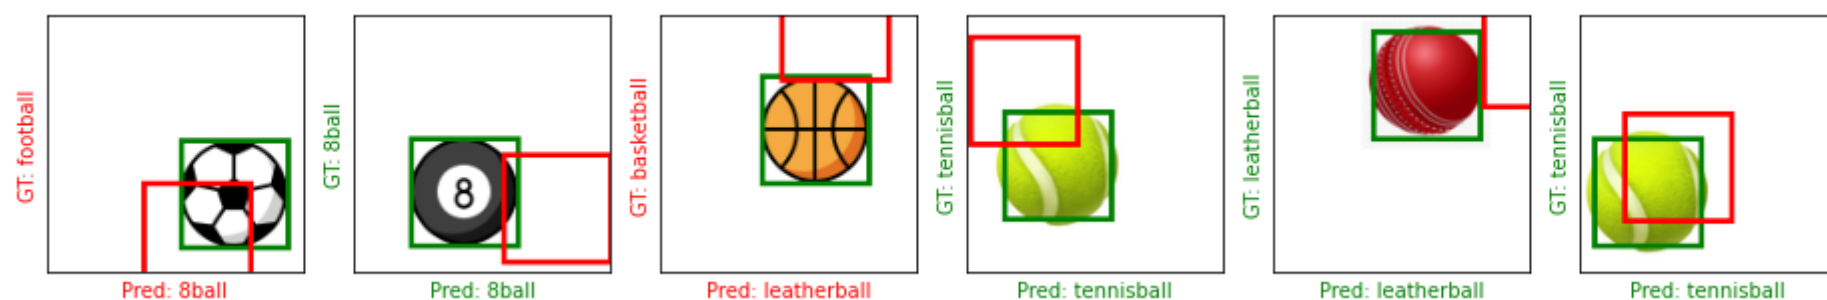 GT: football
Pred: 8ball
GT: 8ball
8
Pred: 8ball
GT: basketball
Pred: leatherball
GT: tennisball
Pred: tennisball
GT: leatherball
Pred: leatherball
GT: tennisball
Pred: tennisball